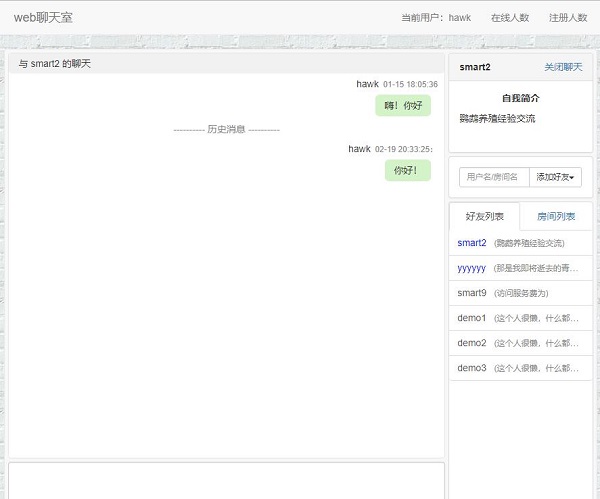 web聊天室
当前用户：hawk 在线人数 注册人数
与 smart2 的聊天
hawk 01-15 18:05:36
嗨！你好
---------- 历史消息 ----------
hawk 02-19 20:33:25：
你好！
smart2 关闭聊天
自我简介
鹦鹉养殖经验交流
用户名/房间名 添加好友
好友列表 房间列表
smart2 (鹦鹉养殖经验交流)
yyyyyy (那是我即将逝去的青…
smart9 (访问服务费为)
demo1 (这个人很懒，什么都…
demo2 (这个人很懒，什么都…
demo3 (这个人很懒，什么都…